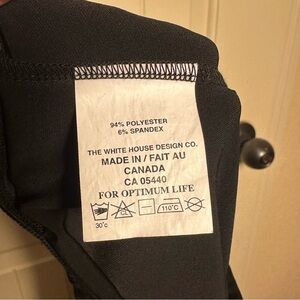 94% POLYESTER
6% SPANDEX
THE WHITE HOUSE DESIGN CO.
MADE IN / FAIT AU
CANADA
CA 05440
FOR OPTIMUM LIFE
30°c CL 110°C